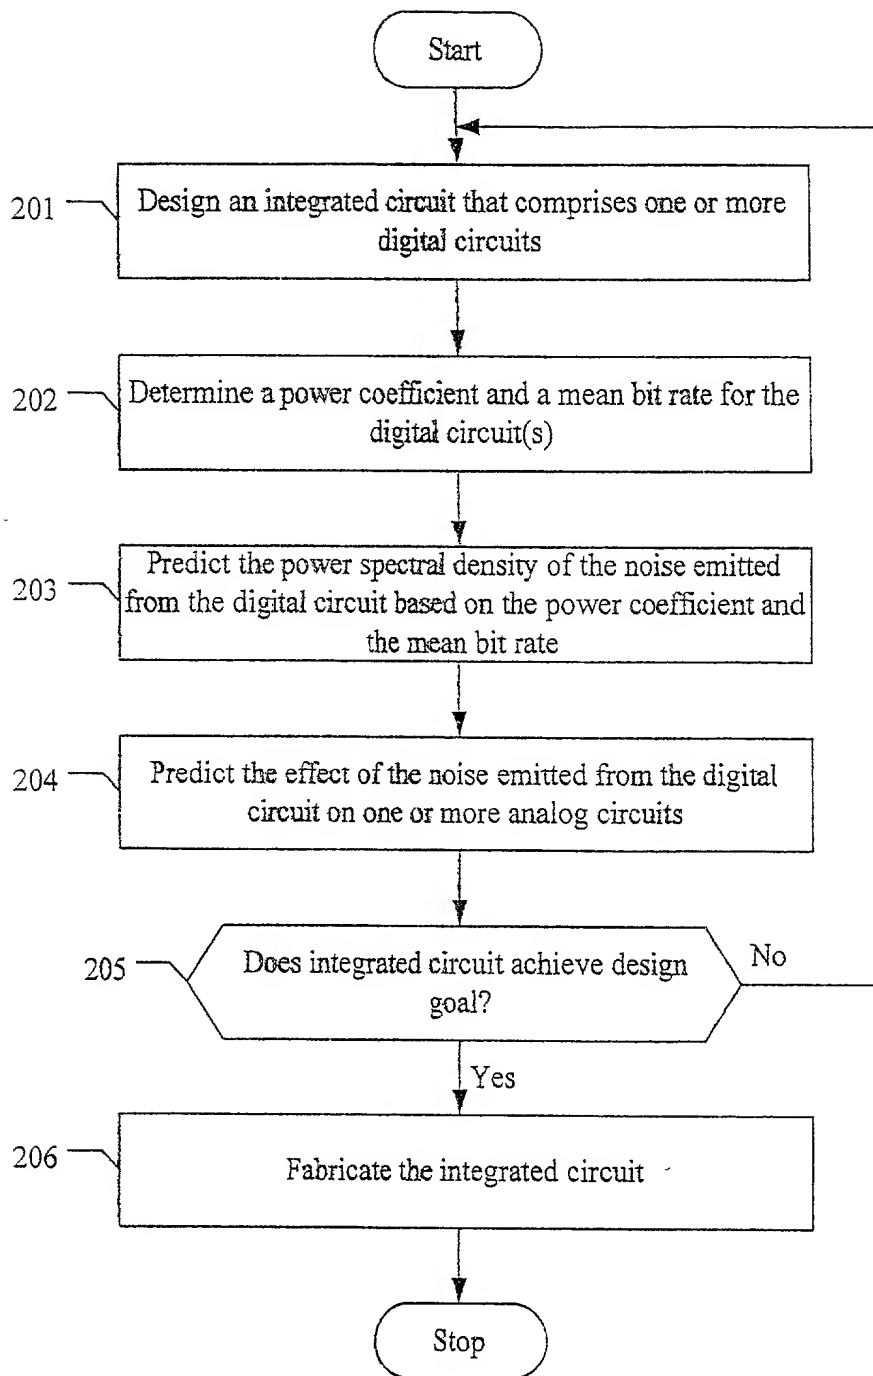 Start
201
Design an integrated circuit that comprises one or more
digital circuits
202
Determine a power coefficient and a mean bit rate for the
digital circuit(s)
203
Predict the power spectral density of the noise emitted
from the digital circuit based on the power coefficient and
the mean bit rate
204
Predict the effect of the noise emitted from the digital
circuit on one or more analog circuits
205
Does integrated circuit achieve design
goal?
No
Yes
206
Fabricate the integrated circuit
Stop